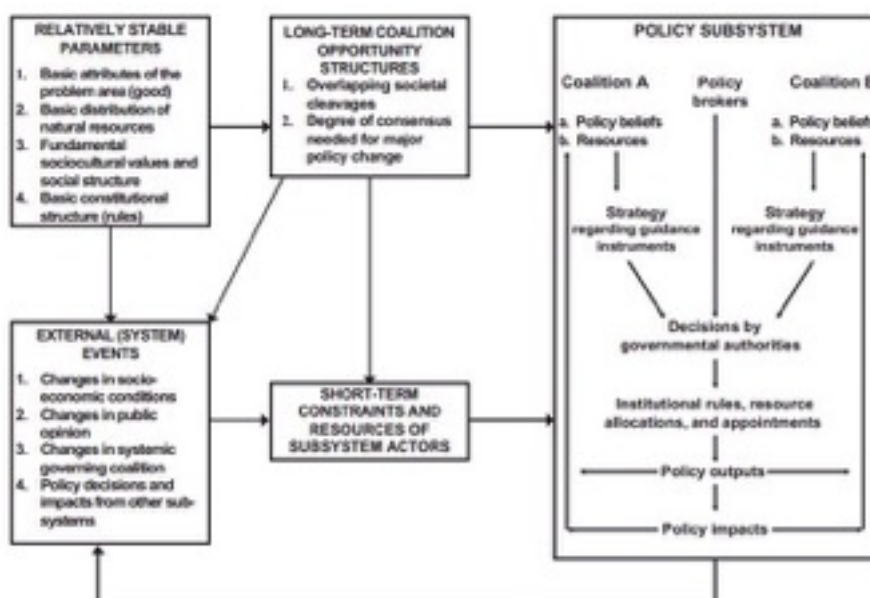 RELATIVELY STABLE
PARAMETERS
1. Basic attributes of the
problem area (good)
2. Basic distribution of
natural resources
3. Fundamental
sociocultural values and
social structure
4. Basic constitutional
structure (rules)
LONG-TERM COALITION
OPPORTUNITY
STRUCTURES
1. Overlapping societal
cleavages
2. Degree of consensus
needed for major
policy change
EXTERNAL (SYSTEM)
EVENTS
1. Changes in socio-
economic conditions
2. Changes in public
opinion
3. Changes in systemic
governing coalition
4. Policy decisions and
impacts from other sub-
systems
SHORT-TERM
CONSTRAINTS AND
RESOURCES OF
SUBSYSTEM ACTORS
POLICY SUBSYSTEM
Coalition A
a. Policy beliefs
b. Resources
Strategy
regarding guidance
instruments
Policy
brokers
Coalition B
a. Policy beliefs
b. Resources
Strategy
regarding guidance
instruments
Decisions by
governmental authorities
Institutional rules, resource
allocations, and appointments
Policy outputs
Policy impacts